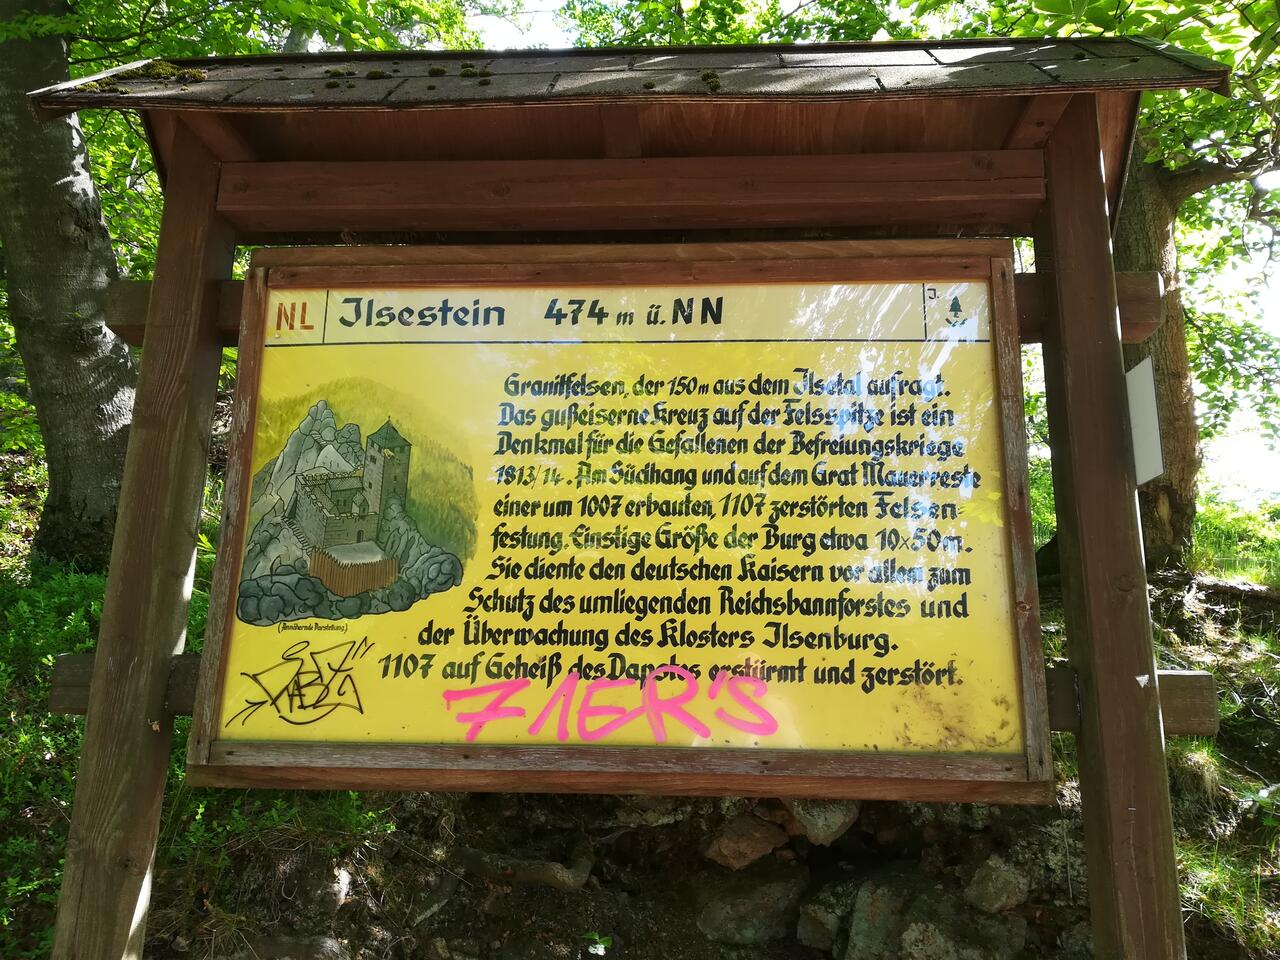 NL Ilsestein 474 m ü. NN
Granitfelsen, der 150 m aus dem Ilsetal aufragt.
Das gußeiserne Kreuz auf der Felsspitze ist ein
Denkmal für die Gefallenen der Befreiungskriege
1813/14. Am Südhang und auf dem Grat Mauerreste
einer um 1007 erbauten, 1107 zerstörten Felsen-
festung. Einstige Größe der Burg etwa 10x50m.
Sie diente den deutschen Kaisern vor allem zum
Schutz des umliegenden Reichsbannforstes und
der Überwachung des Klosters Ilsenburg.
1107 auf Geheiß des Papstes erstürmt und zerstört.
(Annähernde Darstellung)
71ER'S